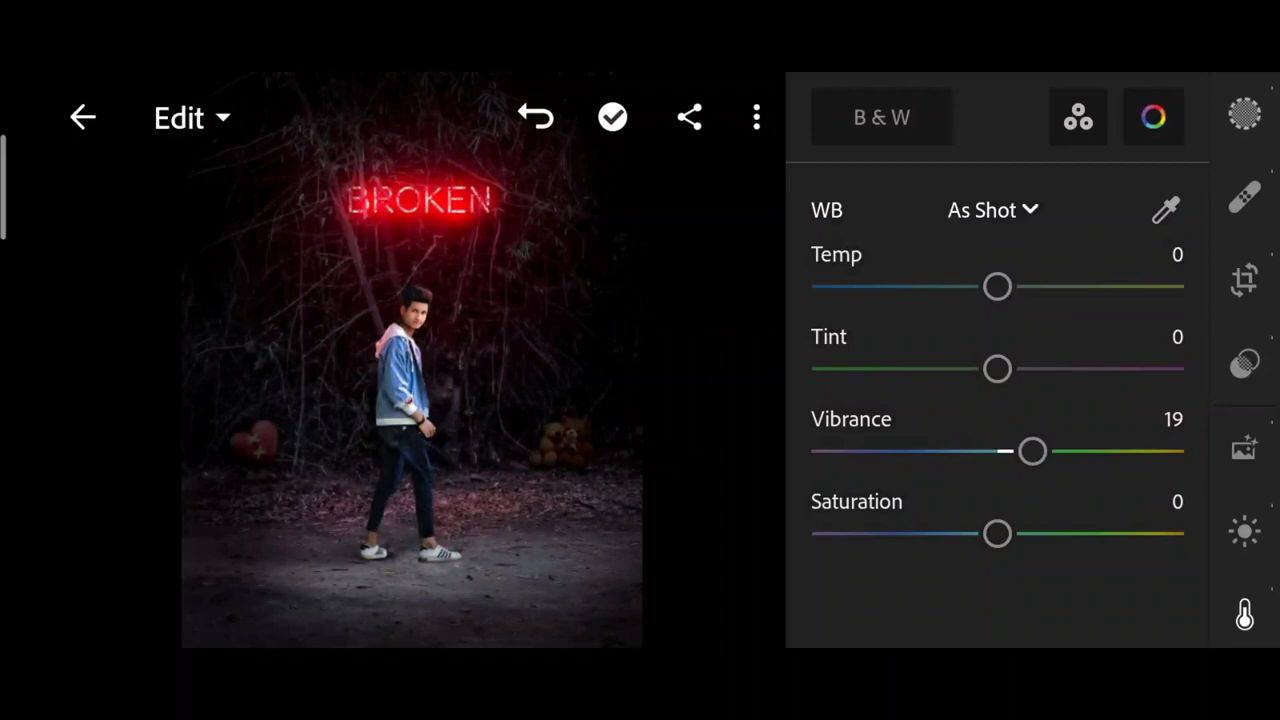 Edit
B & W
BROKEN
WB As Shot
Temp 0
Tint 0
Vibrance 19
Saturation 0